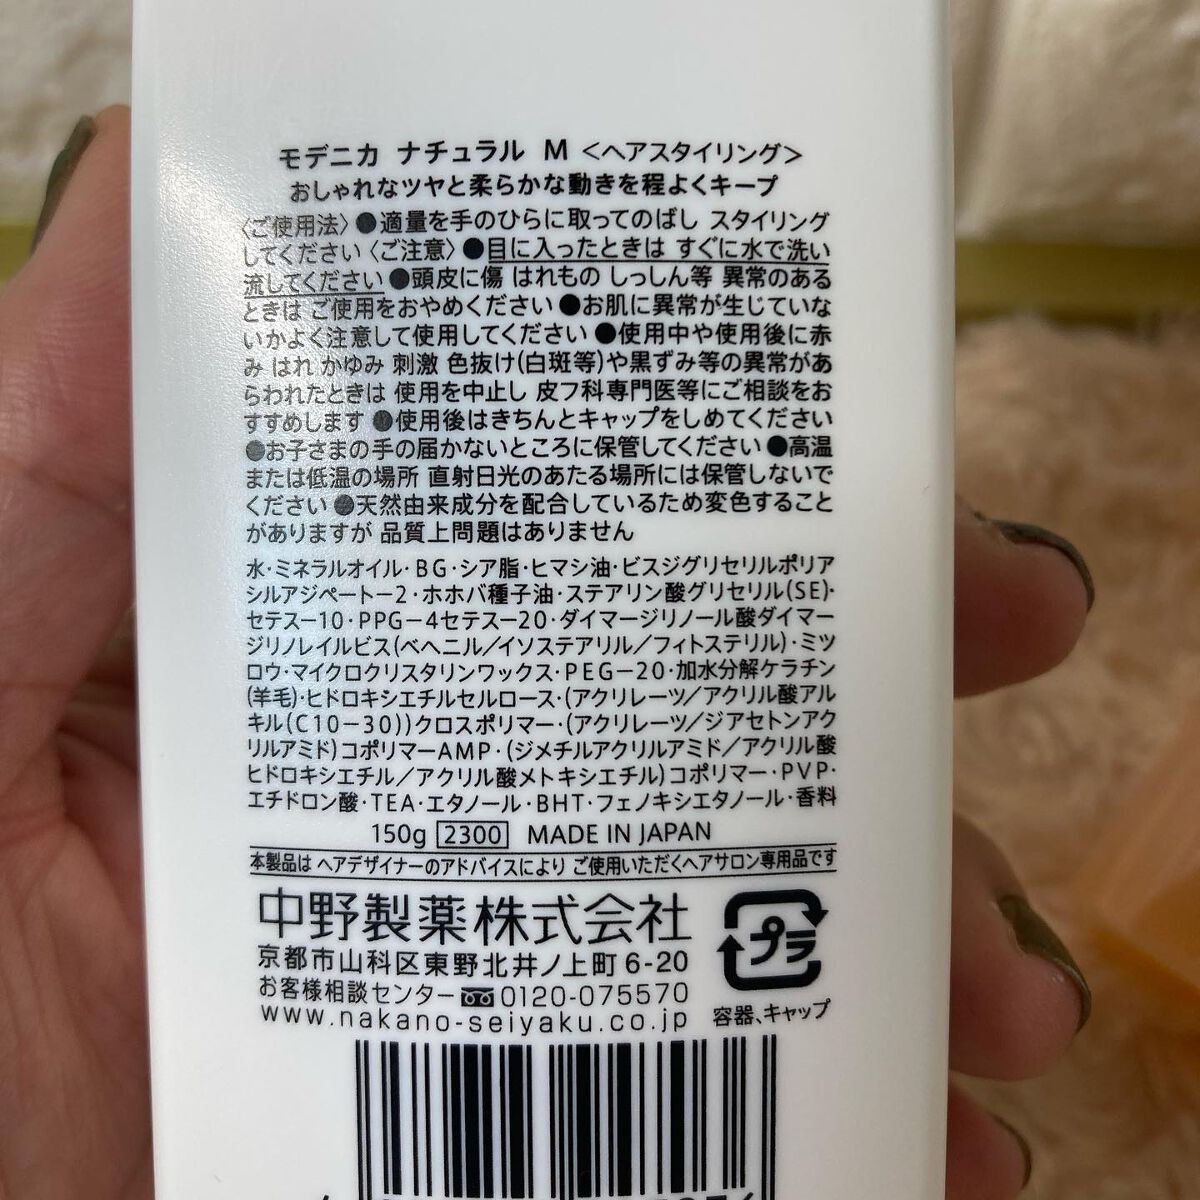 モデニカ ナチュラル M <ヘアスタイリング>
おしゃれなツヤと柔らかな動きを程よくキープ
〈ご使用法〉●適量を手のひらに取ってのばし スタイリング
してください〈ご注意〉●目に入ったときは すぐに水で洗い
流してください●頭皮に傷 はれもの しっしん等 異常のある
ときは ご使用をおやめください●お肌に異常が生じていな
いかよく注意して使用してください●使用中や使用後に赤
み はれ かゆみ 刺激 色抜け(白斑等)や黒ずみ等の異常があ
らわれたときは 使用を中止し 皮フ科専門医等にご相談をお
すすめします●使用後はきちんとキャップをしめてください
●お子さまの手の届かないところに保管してください●高温
または低温の場所 直射日光のあたる場所には保管しないで
ください●天然由来成分を配合しているため変色すること
がありますが 品質上問題はありません
水・ミネラルオイル・BG・シア脂・ヒマシ油・ビスジグリセリルポリア
シルアジペート−2・ホホバ種子油・ステアリン酸グリセリル(SE)・
セテス−10・PPG−4セテス−20・ダイマージリノール酸ダイマー
ジリノレイルビス(ベヘニル/イソステアリル/フィトステリル)・ミツ
ロウ・マイクロクリスタリンワックス・PEG−20・加水分解ケラチン
(羊毛)・ヒドロキシエチルセルロース・(アクリレーツ/アクリル酸アル
キル(C10−30))クロスポリマー・(アクリレーツ/ジアセトンアク
リルアミド)コポリマーAMP・(ジメチルアクリルアミド/アクリル酸
ヒドロキシエチル/アクリル酸メトキシエチル)コポリマー・PVP・
エチドロン酸・TEA・エタノール・BHT・フェノキシエタノール・香料
150g 2300 MADE IN JAPAN
本製品は ヘアデザイナーのアドバイスにより ご使用いただくヘアサロン専用品です
中野製薬株式会社
京都市山科区東野北井ノ上町6-20
お客様相談センター 0120-075570
www.nakano-seiyaku.co.jp
プラ
容器、キャップ